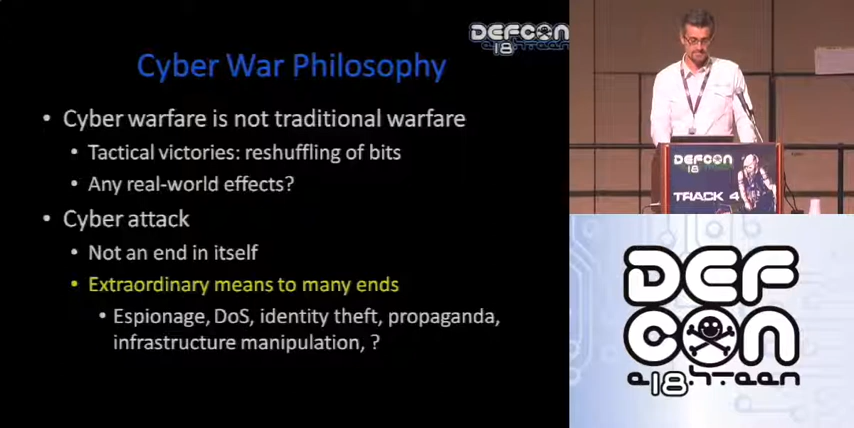 DEFCON
18
Cyber War Philosophy
• Cyber warfare is not traditional warfare
• Tactical victories: reshuffling of bits
• Any real-world effects?
• Cyber attack
• Not an end in itself
• Extraordinary means to many ends
• Espionage, DoS, identity theft, propaganda,
infrastructure manipulation, ?
DEFCON
18
TRACK 4
DEF
CON
e18h.teen